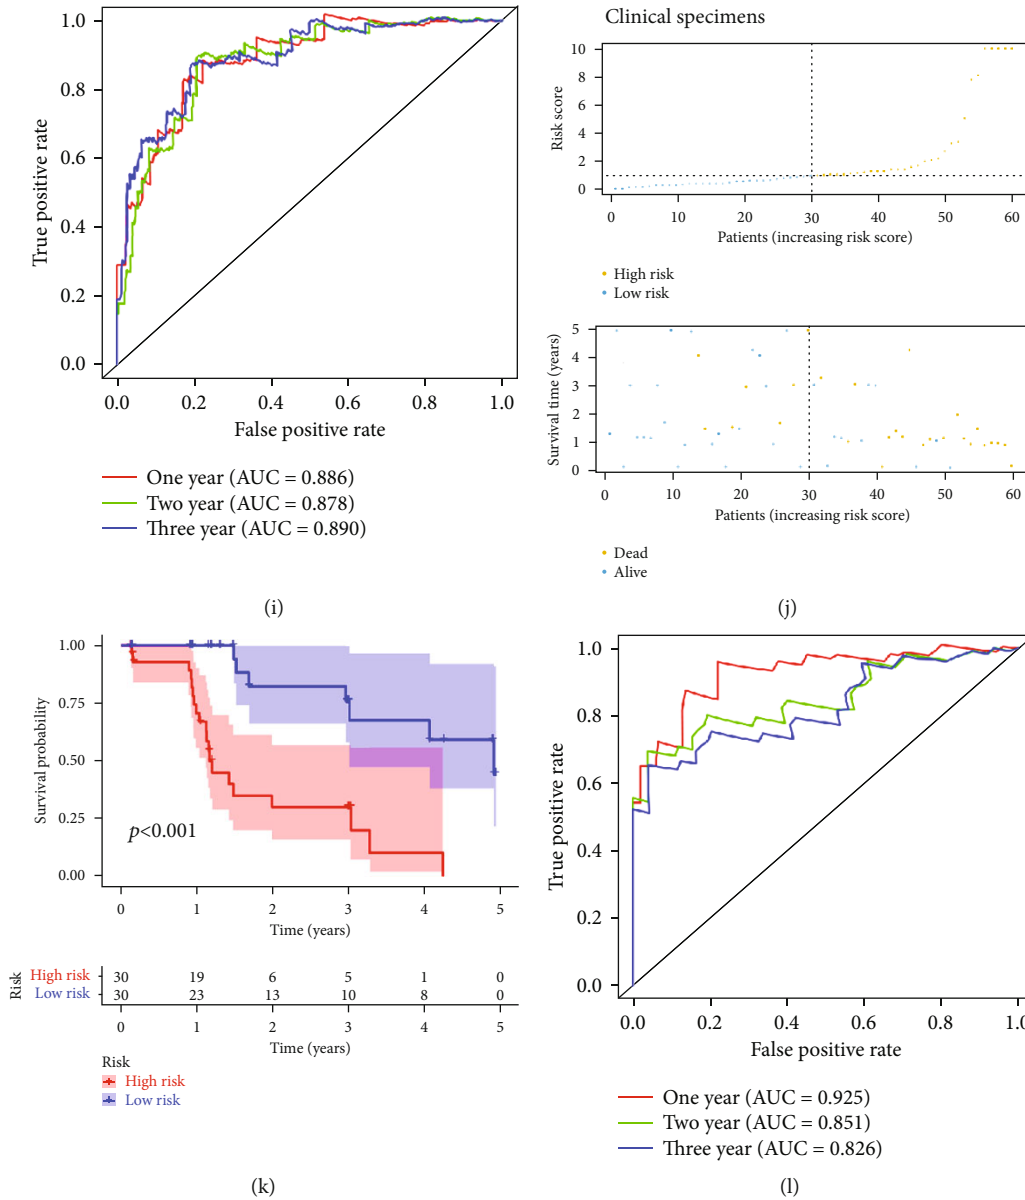 1.0
0.8
0.6
0.4
0.2
0.0
True positive rate
0.0 0.2 0.4 0.6 0.8 1.0
False positive rate
One year (AUC = 0.886)
Two year (AUC = 0.878)
Three year (AUC = 0.890)
(i)
Clinical specimens
10
8
6
4
2
0
Risk score
0 10 20 30 40 50 60
Patients (increasing risk score)
High risk
Low risk
5
4
3
2
1
0
Survival time (years)
0 10 20 30 40 50 60
Patients (increasing risk score)
Dead
Alive
(j)
1.00
0.75
0.50
0.25
0.00
Survival probability
p<0.001
0 1 2 3 4 5
Time (years)
Risk
High risk 30 19 6 5 1 0
Low risk 30 23 13 10 8 0
0 1 2 3 4 5
Time (years)
Risk
High risk
Low risk
(k)
1.0
0.8
0.6
0.4
0.2
0.0
True positive rate
0.0 0.2 0.4 0.6 0.8 1.0
False positive rate
One year (AUC = 0.925)
Two year (AUC = 0.851)
Three year (AUC = 0.826)
(l)